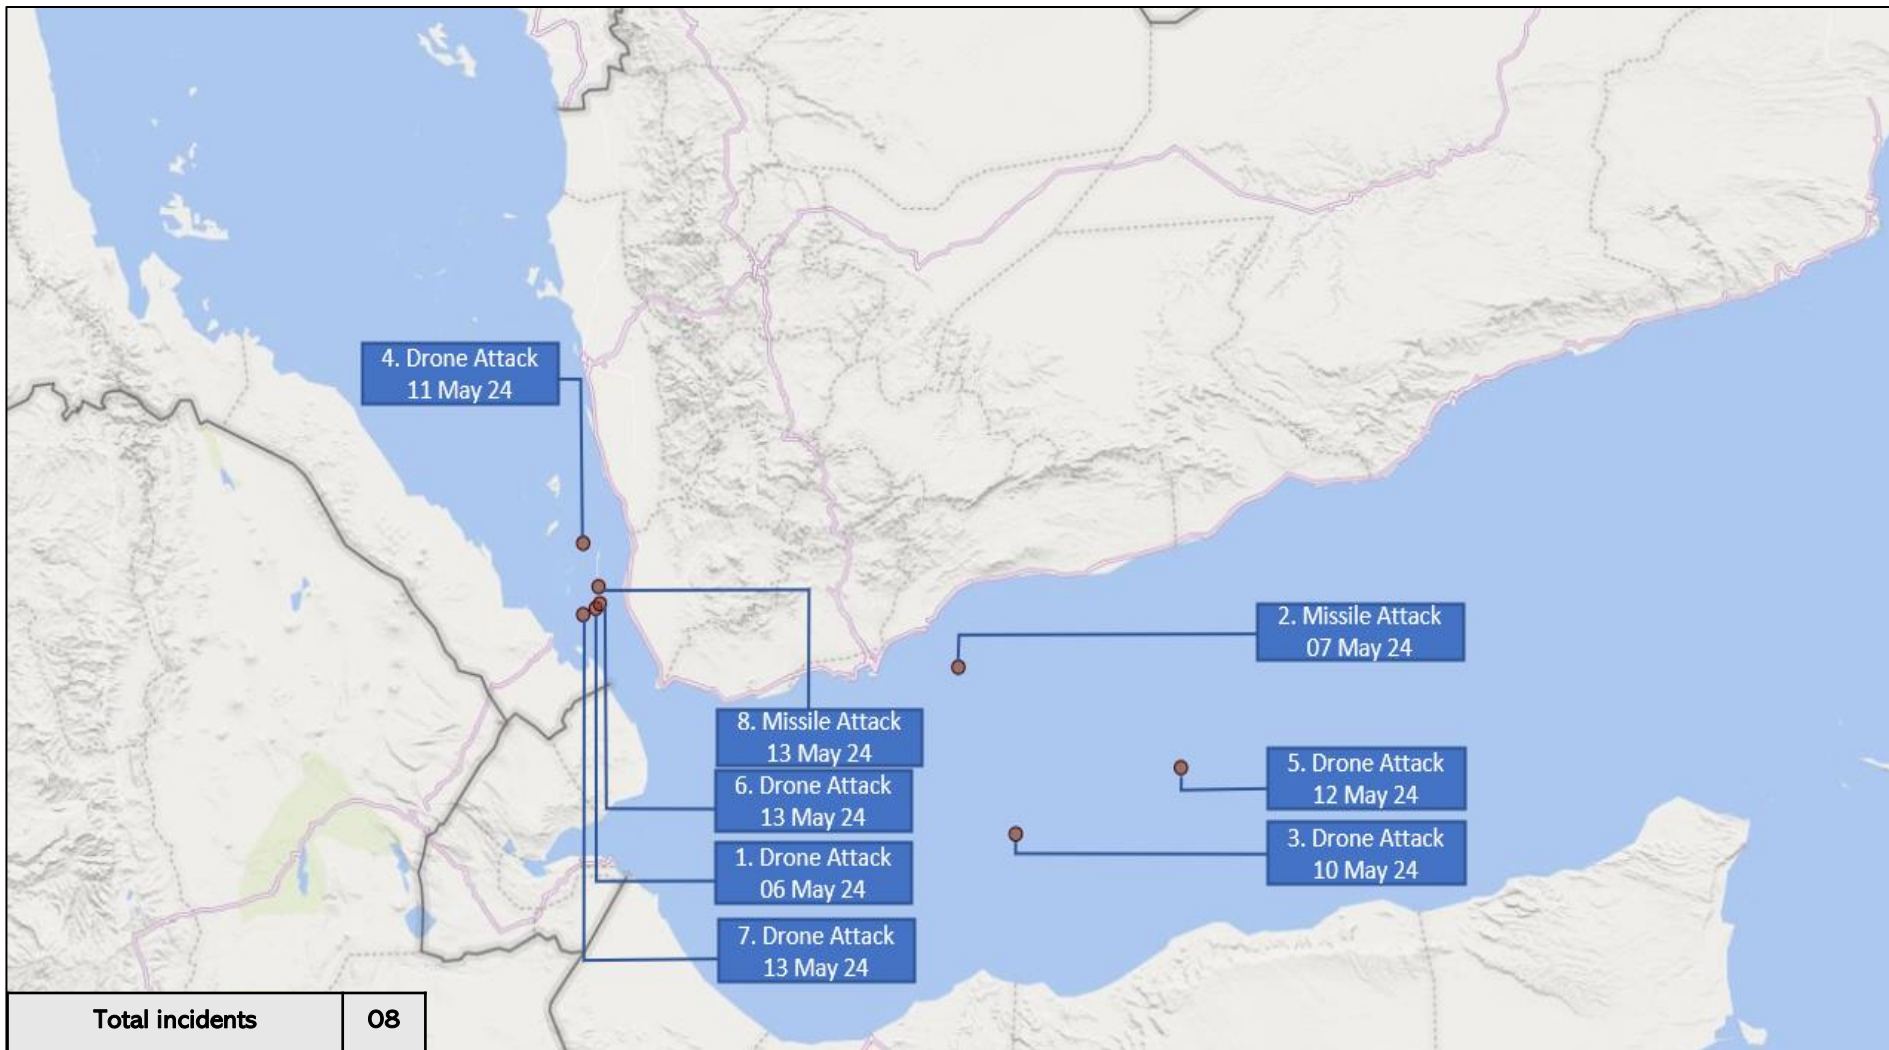 4. Drone Attack
11 May 24
2. Missile Attack
07 May 24
8. Missile Attack
13 May 24
5. Drone Attack
12 May 24
6. Drone Attack
13 May 24
3. Drone Attack
10 May 24
1. Drone Attack
06 May 24
7. Drone Attack
13 May 24
Total incidents 08